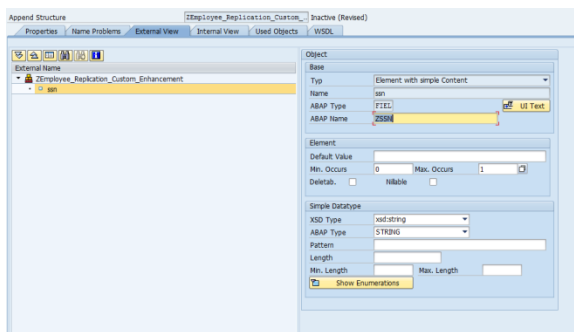 Append Structure ZEmployee_Replication_Custom_... Inactive (Revised)
Properties Name Problems External View Internal View Used Objects WSDL
External Name
ZEmployee_Replication_Custom_Enhancement
ssn
Object
Base
Typ Element with simple Content
Name ssn
ABAP Type FIEL UI Text
ABAP Name ZSSN
Element
Default Value
Min. Occurs 0 Max. Occurs 1
Deletab. Nillable
Simple Datatype
XSD Type xsd:string
ABAP Type STRING
Pattern
Length
Min. Length Max. Length
Show Enumerations